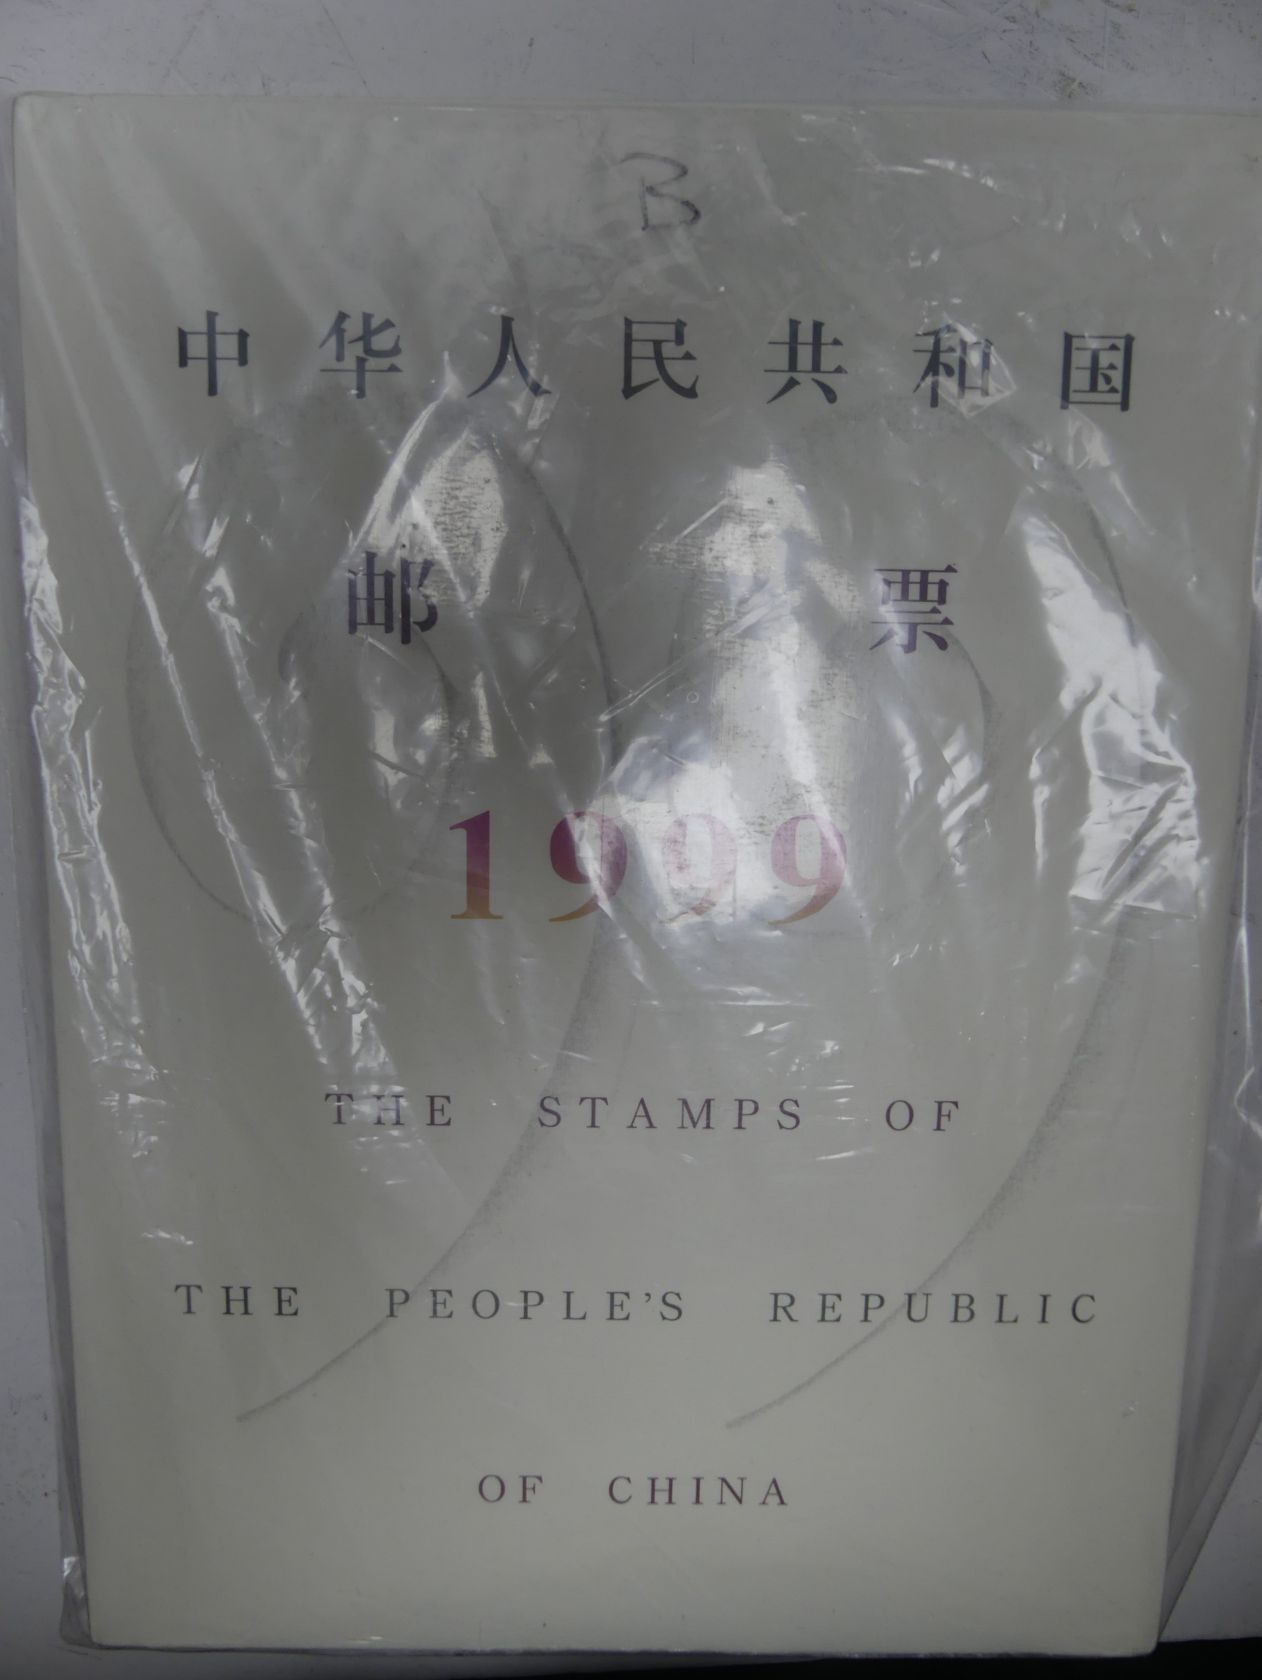 B
中华人民共和国
邮票
1999
THE STAMPS OF
THE PEOPLE'S REPUBLIC
OF CHINA